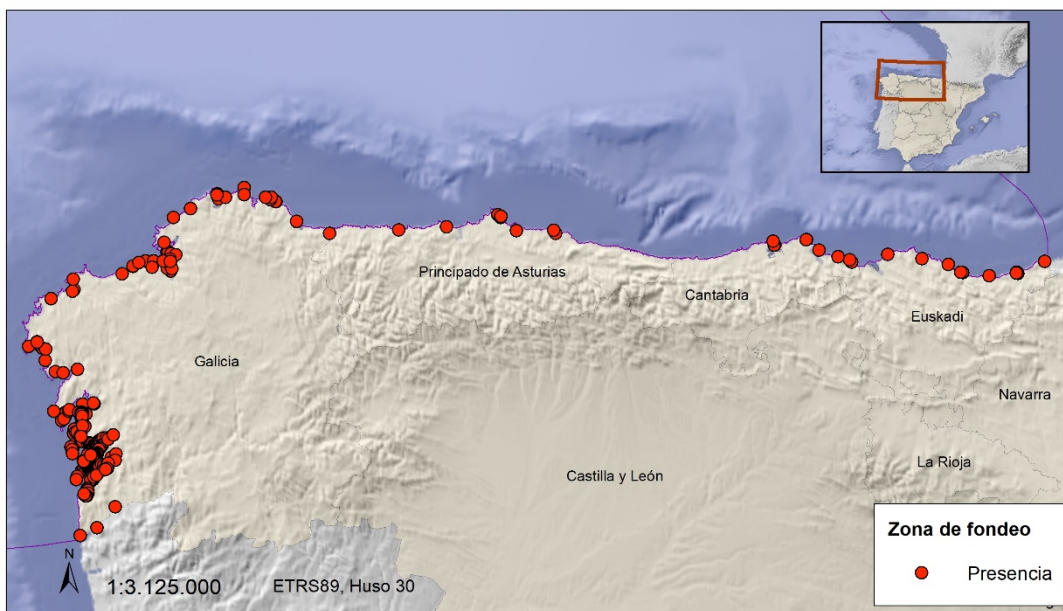 Principado de Asturias
Cantabria
Euskadi
Galicia
Navarra
La Rioja
Castilla y León
Zona de fondeo
Presencia
N
1:3.125.000
ETRS89, Huso 30